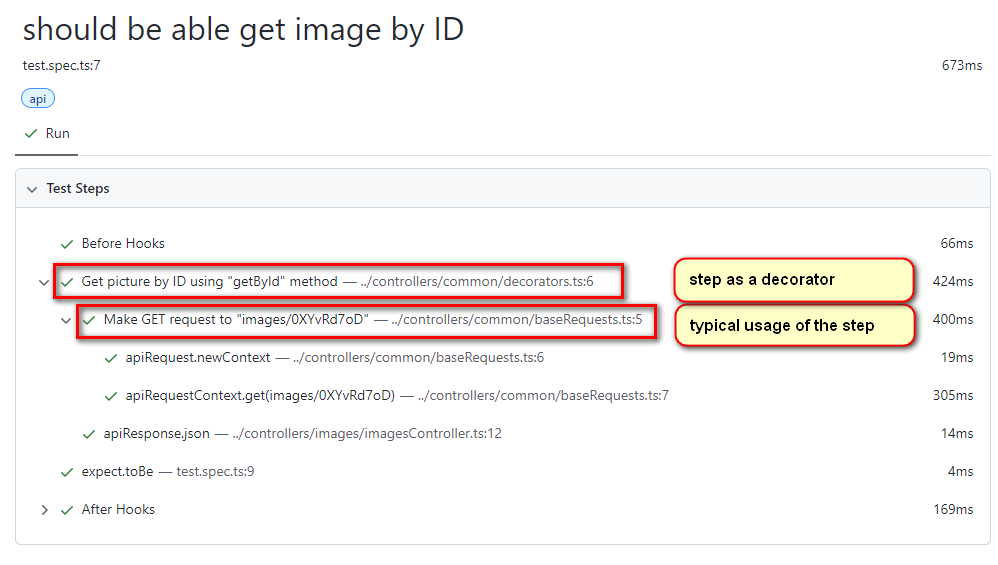 should be able get image by ID
test.spec.ts:7 673ms
api
Run
Test Steps
Before Hooks 66ms
Get picture by ID using "getById" method — ../controllers/common/decorators.ts:6 step as a decorator 424ms
Make GET request to "images/0XYvRd7oD" — ../controllers/common/baseRequests.ts:5 typical usage of the step 400ms
apiRequest.newContext — ../controllers/common/baseRequests.ts:6 19ms
apiRequestContext.get(images/0XYvRd7oD) — ../controllers/common/baseRequests.ts:7 305ms
apiResponse.json — ../controllers/images/imagesController.ts:12 14ms
expect.toBe — test.spec.ts:9 4ms
After Hooks 169ms